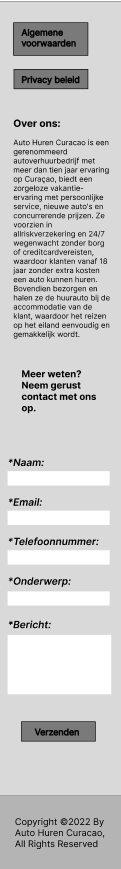 Algemene
voorwaarden
Privacy beleid
Over ons:
Auto Huren Curacao is een
gerenommeerd
autoverhuurbedrijf met
meer dan tien jaar ervaring
op Curaçao, biedt een
zorgeloze vakantie-
ervaring met persoonlijke
service, nieuwe auto's en
concurrerende prijzen. Ze
voorzien in
allriskverzekering en 24/7
wegenwacht zonder borg
of creditcardvereisten,
waardoor klanten vanaf 18
jaar zonder extra kosten
een auto kunnen huren.
Bovendien bezorgen en
halen ze de huurauto bij de
accommodatie van de
klant, waardoor het reizen
op het eiland eenvoudig en
gemakkelijk wordt.
Meer weten?
Neem gerust
contact met ons
op.
*Naam:
*Email:
*Telefoonnummer:
*Onderwerp:
*Bericht:
Verzenden
Copyright ©2022 By
Auto Huren Curacao,
All Rights Reserved